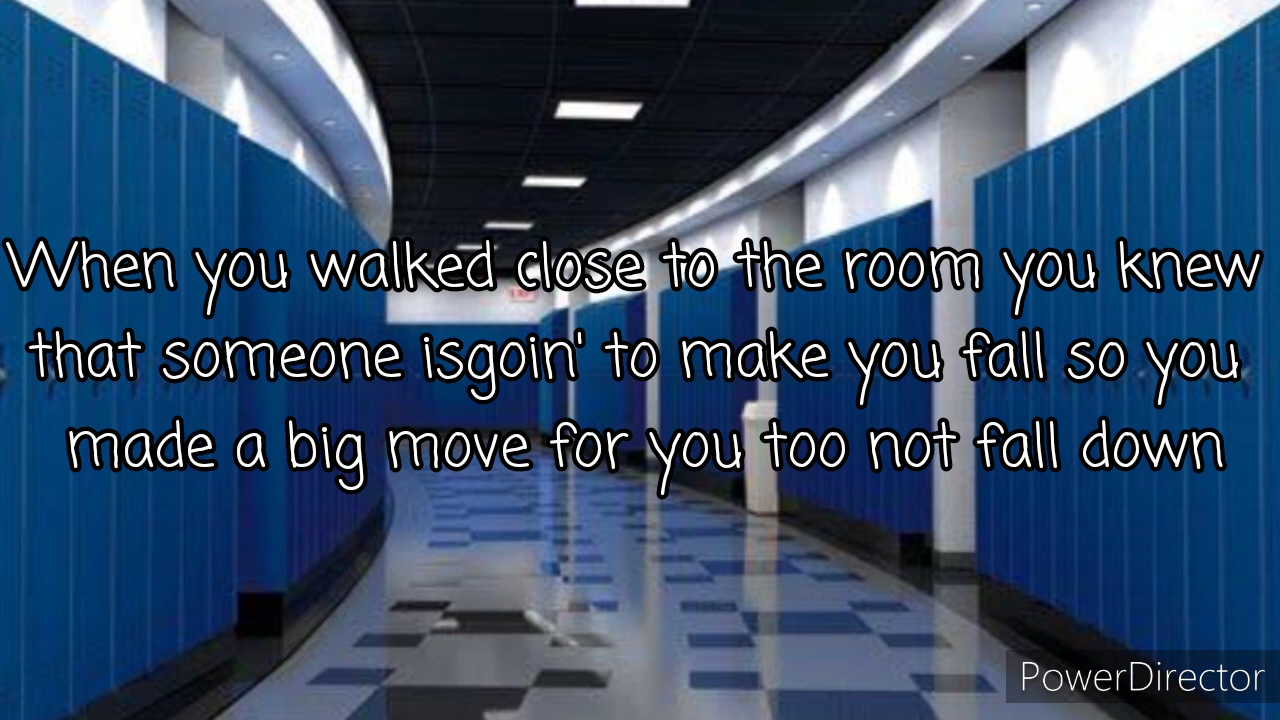 When you walked close to the room you knew
that someone isgoin' to make you fall so you
made a big move for you too not fall down
EXIT
PowerDirector